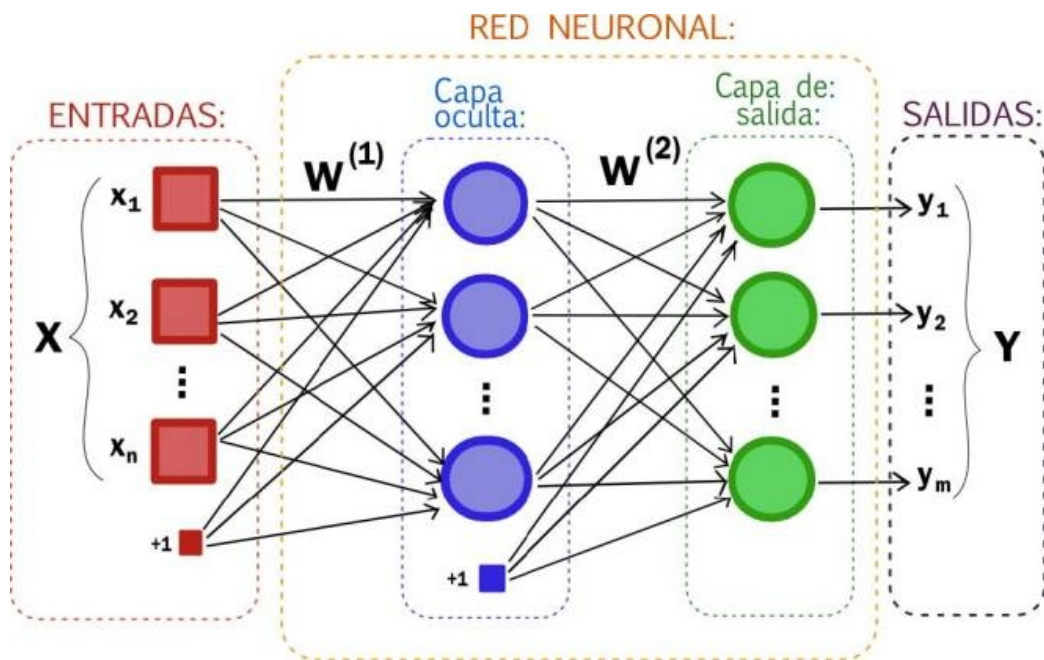 RED NEURONAL:
ENTRADAS:
Capa
oculta:
Capa de:
salida:
SALIDAS:
W(1)
W(2)
X
x1
x2
xn
+1
+1
y1
y2
ym
Y